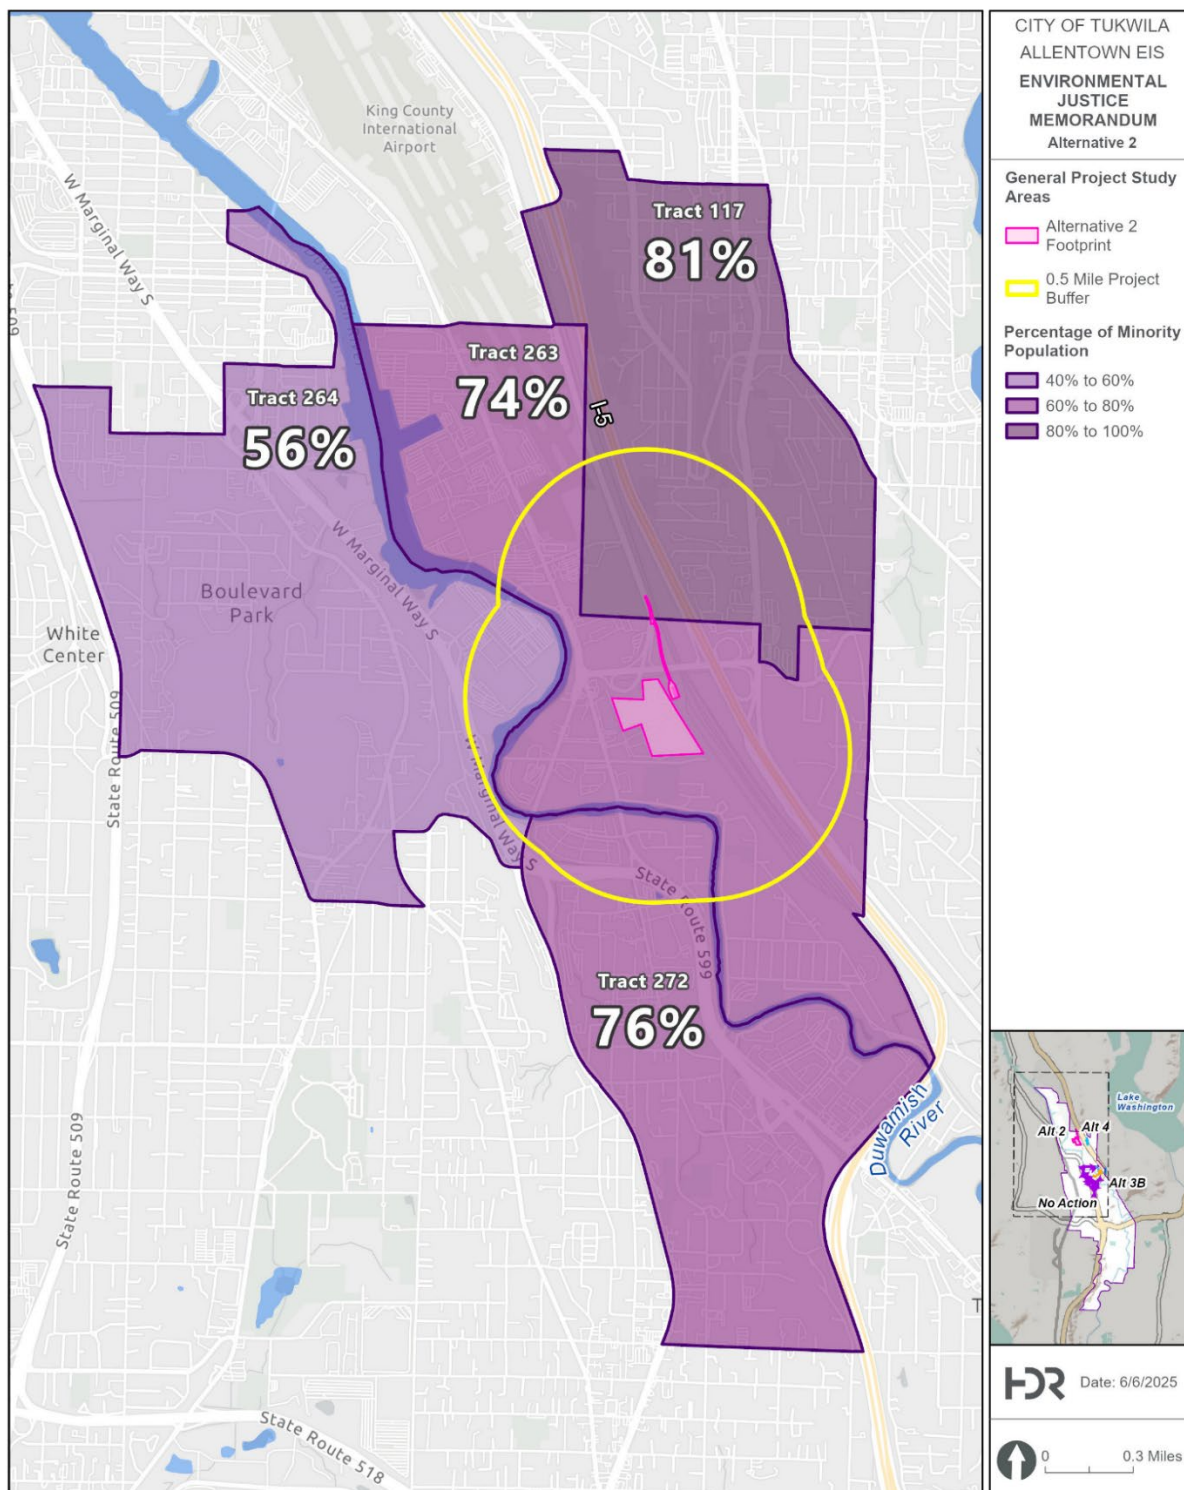 King County
International
Airport
W Marginal Way S
509
Tract 117
81%
Tract 263
74%
I-5
Tract 264
56%
W Marginal Way S
Boulevard
Park
White
Center
State Route 509
W Marginal Way S
State Route 599
Tract 272
76%
Duwamish
River
State Route 509
State Route 518
T
CITY OF TUKWILA
ALLENTOWN EIS
ENVIRONMENTAL
JUSTICE
MEMORANDUM
Alternative 2
General Project Study
Areas
Alternative 2
Footprint
0.5 Mile Project
Buffer
Percentage of Minority
Population
40% to 60%
60% to 80%
80% to 100%
Lake
Washington
Alt 2
Alt 4
Alt 3B
No Action
HDR
Date: 6/6/2025
0
0.3 Miles